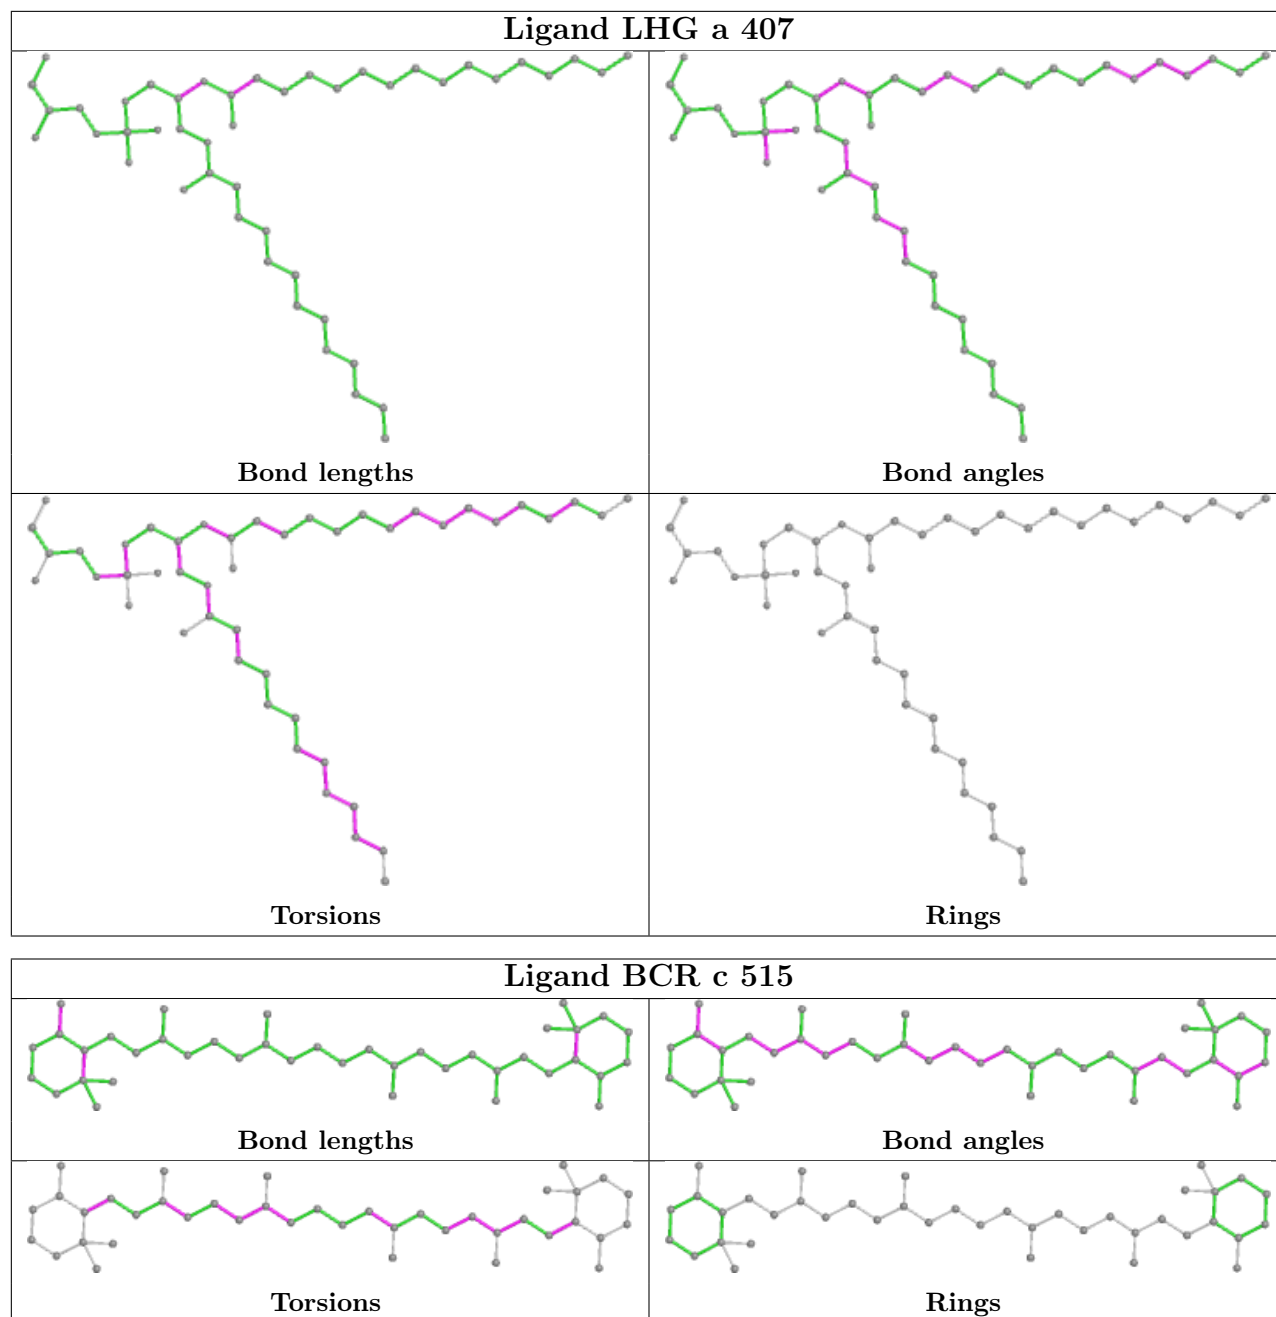 Ligand LHG a 407
Bond lengths
Bond angles
Torsions
Rings
Ligand BCR c 515
Bond lengths
Bond angles
Torsions
Rings